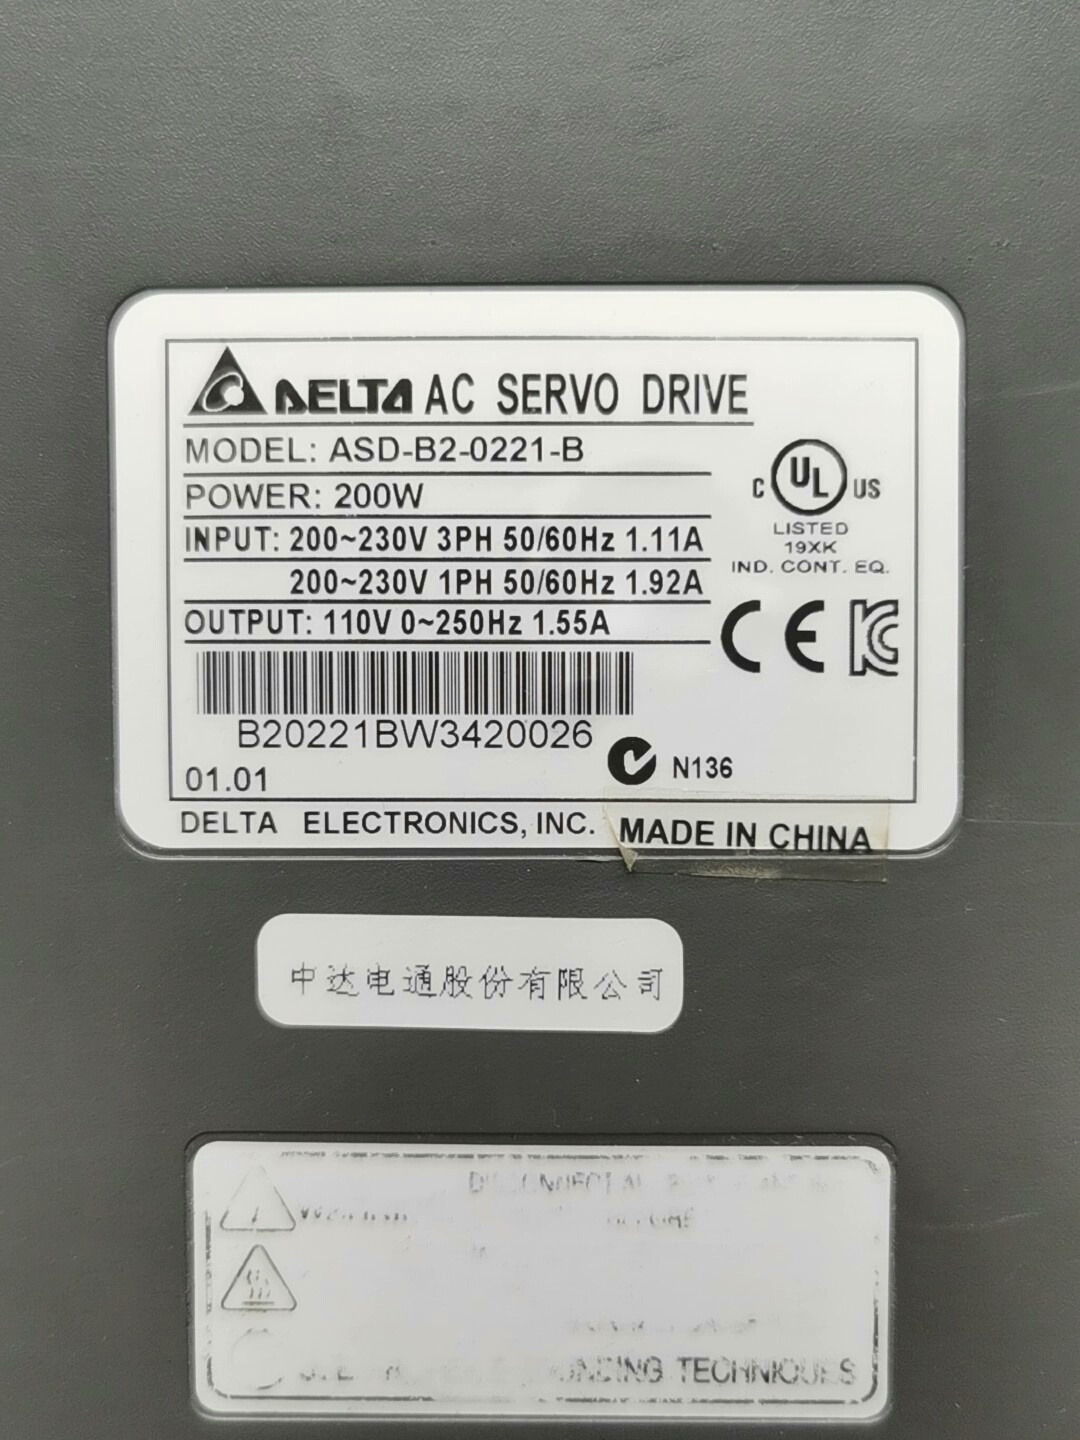 DELTA AC SERVO DRIVE
MODEL: ASD-B2-0221-B
POWER: 200W
INPUT: 200~230V 3PH 50/60Hz 1.11A
200~230V 1PH 50/60Hz 1.92A
OUTPUT: 110V 0~250Hz 1.55A
C UL US
LISTED
19XK
IND. CONT. EQ.
CE KC
B20221BW3420026
N136
01.01
DELTA ELECTRONICS, INC. MADE IN CHINA
中达电通股份有限公司
TECHNIQUES